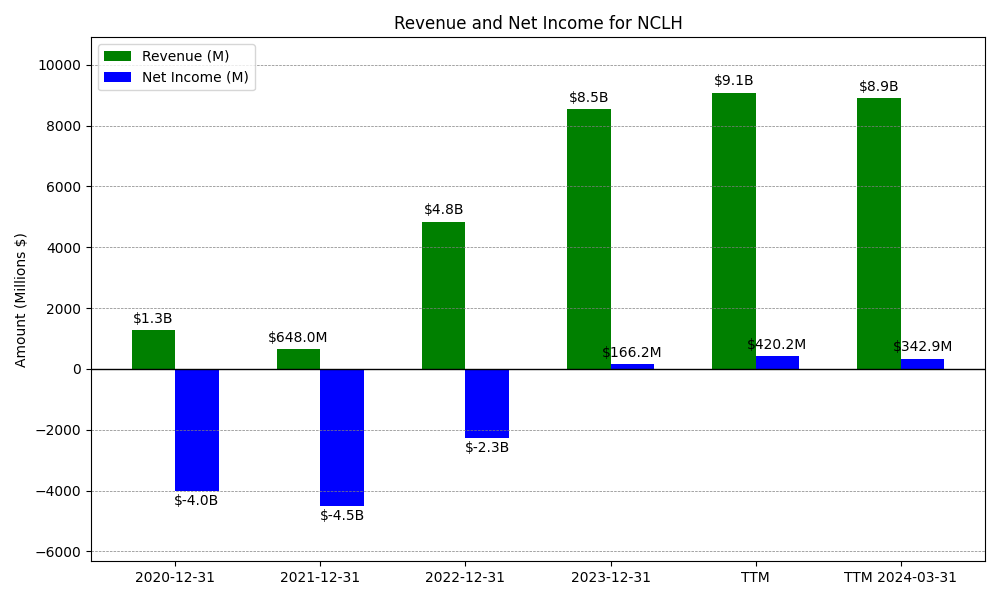 Revenue and Net Income for NCLH
Revenue (M)
Net Income (M)
Amount (Millions $)
10000
8000
6000
4000
2000
0
−2000
−4000
−6000
$1.3B
$648.0M
$4.8B
$8.5B
$9.1B
$8.9B
$-4.0B
$-4.5B
$-2.3B
$166.2M
$420.2M
$342.9M
2020-12-31
2021-12-31
2022-12-31
2023-12-31
TTM
TTM 2024-03-31